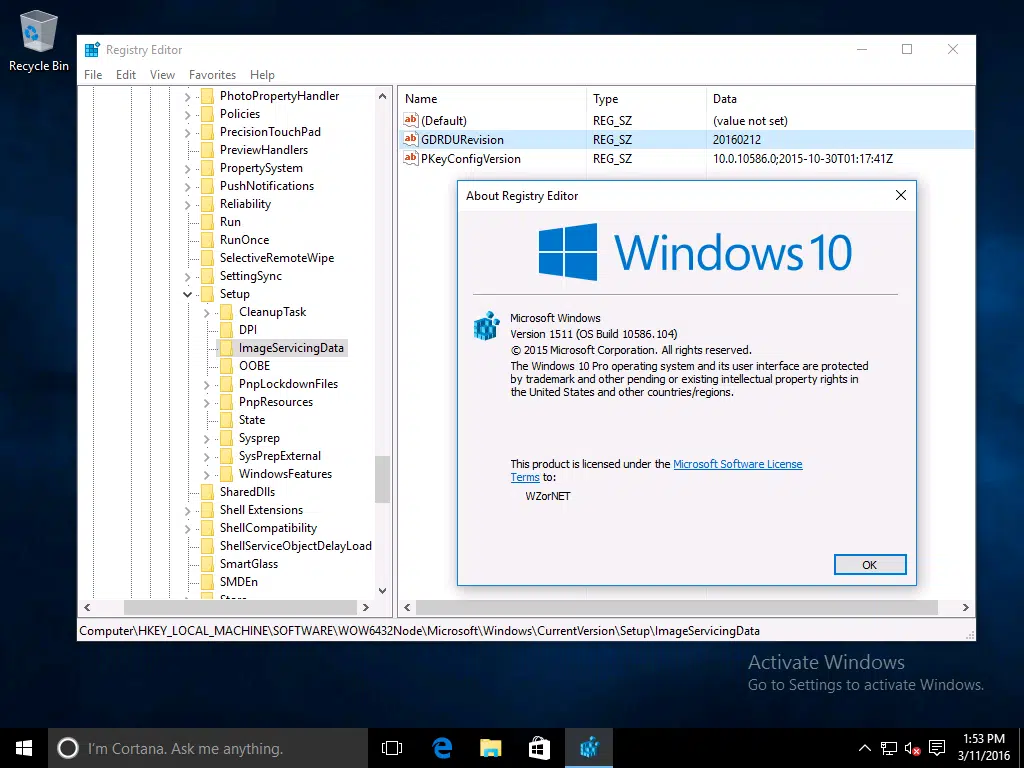 Recycle Bin
Registry Editor
File Edit View Favorites Help
PhotoPropertyHandler
Policies
PrecisionTouchPad
PreviewHandlers
PropertySystem
PushNotifications
Reliability
Run
RunOnce
SelectiveRemoteWipe
SettingSync
Setup
CleanupTask
DPI
ImageServicingData
OOBE
PnpLockdownFiles
PnpResources
State
Sysprep
SysPrepExternal
WindowsFeatures
SharedDlls
Shell Extensions
ShellCompatibility
ShellServiceObjectDelayLoad
SmartGlass
SMDEn
Name Type Data
ab (Default) REG_SZ (value not set)
ab GDRDURevision REG_SZ 20160212
ab PKeyConfigVersion REG_SZ 10.0.10586.0;2015-10-30T01:17:41Z
About Registry Editor
Windows 10
Microsoft Windows
Version 1511 (OS Build 10586.104)
© 2015 Microsoft Corporation. All rights reserved.
The Windows 10 Pro operating system and its user interface are protected
by trademark and other pending or existing intellectual property rights in
the United States and other countries/regions.
This product is licensed under the Microsoft Software License
Terms to:
WZorNET
OK
Computer\HKEY_LOCAL_MACHINE\SOFTWARE\WOW6432Node\Microsoft\Windows\CurrentVersion\Setup\ImageServicingData
Activate Windows
Go to Settings to activate Windows.
I'm Cortana. Ask me anything.
1:53 PM
3/11/2016